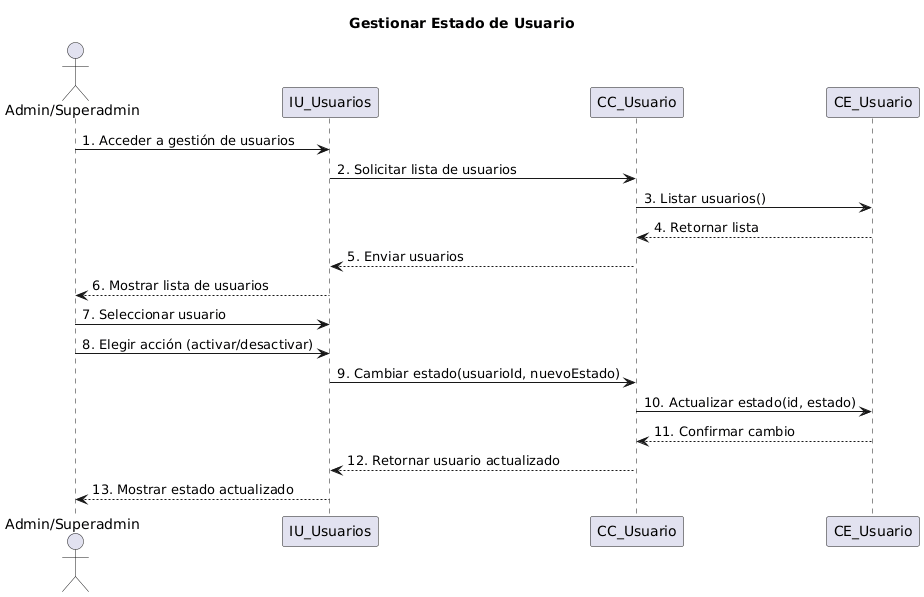 Gestionar Estado de Usuario
Admin/Superadmin
IU_Usuarios
CC_Usuario
CE_Usuario
1. Acceder a gestión de usuarios
2. Solicitar lista de usuarios
3. Listar usuarios()
4. Retornar lista
5. Enviar usuarios
6. Mostrar lista de usuarios
7. Seleccionar usuario
8. Elegir acción (activar/desactivar)
9. Cambiar estado(usuarioId, nuevoEstado)
10. Actualizar estado(id, estado)
11. Confirmar cambio
12. Retornar usuario actualizado
13. Mostrar estado actualizado
Admin/Superadmin
IU_Usuarios
CC_Usuario
CE_Usuario